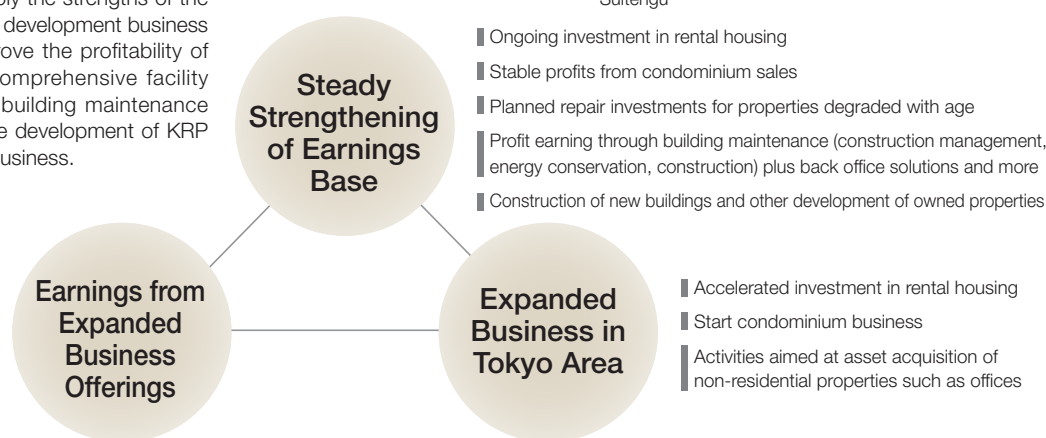 the strengths of the
development business
the profitability of
comprehensive facility
building maintenance
development of KRP
Suitengu
Steady
Strengthening
of Earnings
Base
Ongoing investment in rental housing
Stable profits from condominium sales
Planned repair investments for properties degraded with age
Profit earning through building maintenance (construction management,
energy conservation, construction) plus back office solutions and more
Construction of new buildings and other development of owned properties
Earnings from
Expanded
Business
Offerings
Expanded
Business in
Tokyo Area
Accelerated investment in rental housing
Start condominium business
Activities aimed at asset acquisition of
non-residential properties such as offices